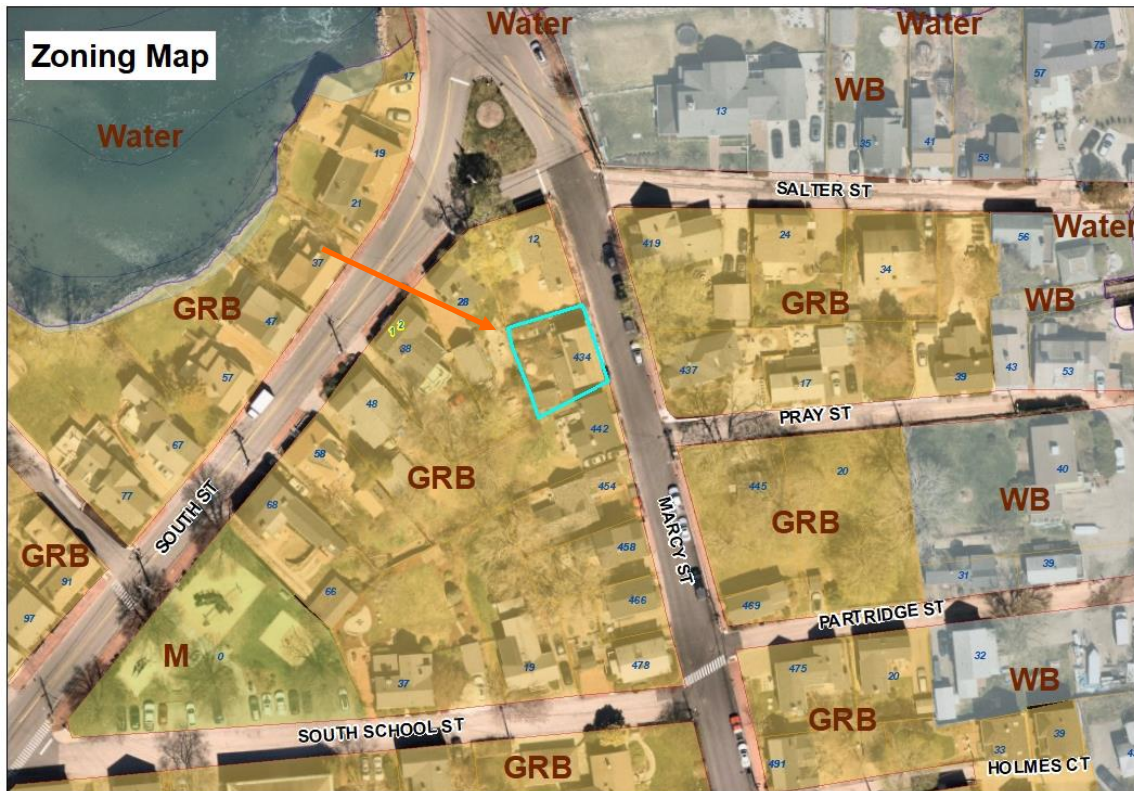 Zoning Map
Water
Water
Water
Water
WB
GRB
GRB
WB
GRB
GRB
WB
GRB
M
WB
GRB
GRB
SALTER ST
PRAY ST
SOUTH ST
MARCY ST
PARTRIDGE ST
SOUTH SCHOOL ST
HOLMES CT
17
19
21
37
47
57
67
77
91
97
12
28
38
48
58
68
66
0
37
19
434
442
454
458
466
478
13
35
41
53
57
75
419
24
34
56
437
17
39
43
53
445
20
40
31
39
469
475
20
32
33
39
491